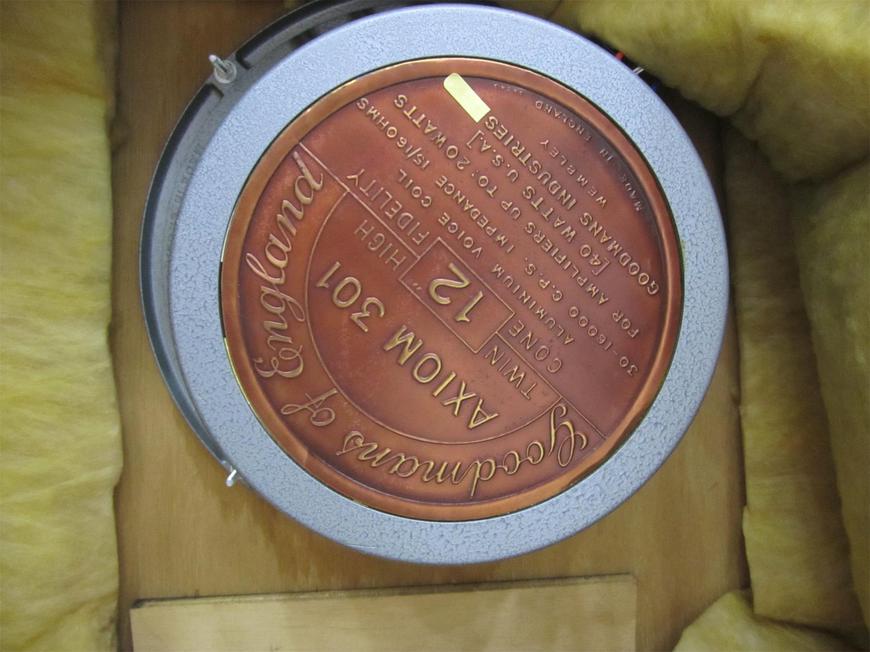 Goodmans of England
AXIOM 301
TWIN CONE 12" HIGH FIDELITY
ALUMINIUM VOICE COIL
30-16000 C.P.S. IMPEDANCE 15/16 OHMS
FOR AMPLIFIERS UP TO: 20 WATTS
[40 WATTS U.S.A.]
GOODMANS INDUSTRIES
WEMBLEY
MADE IN ENGLAND